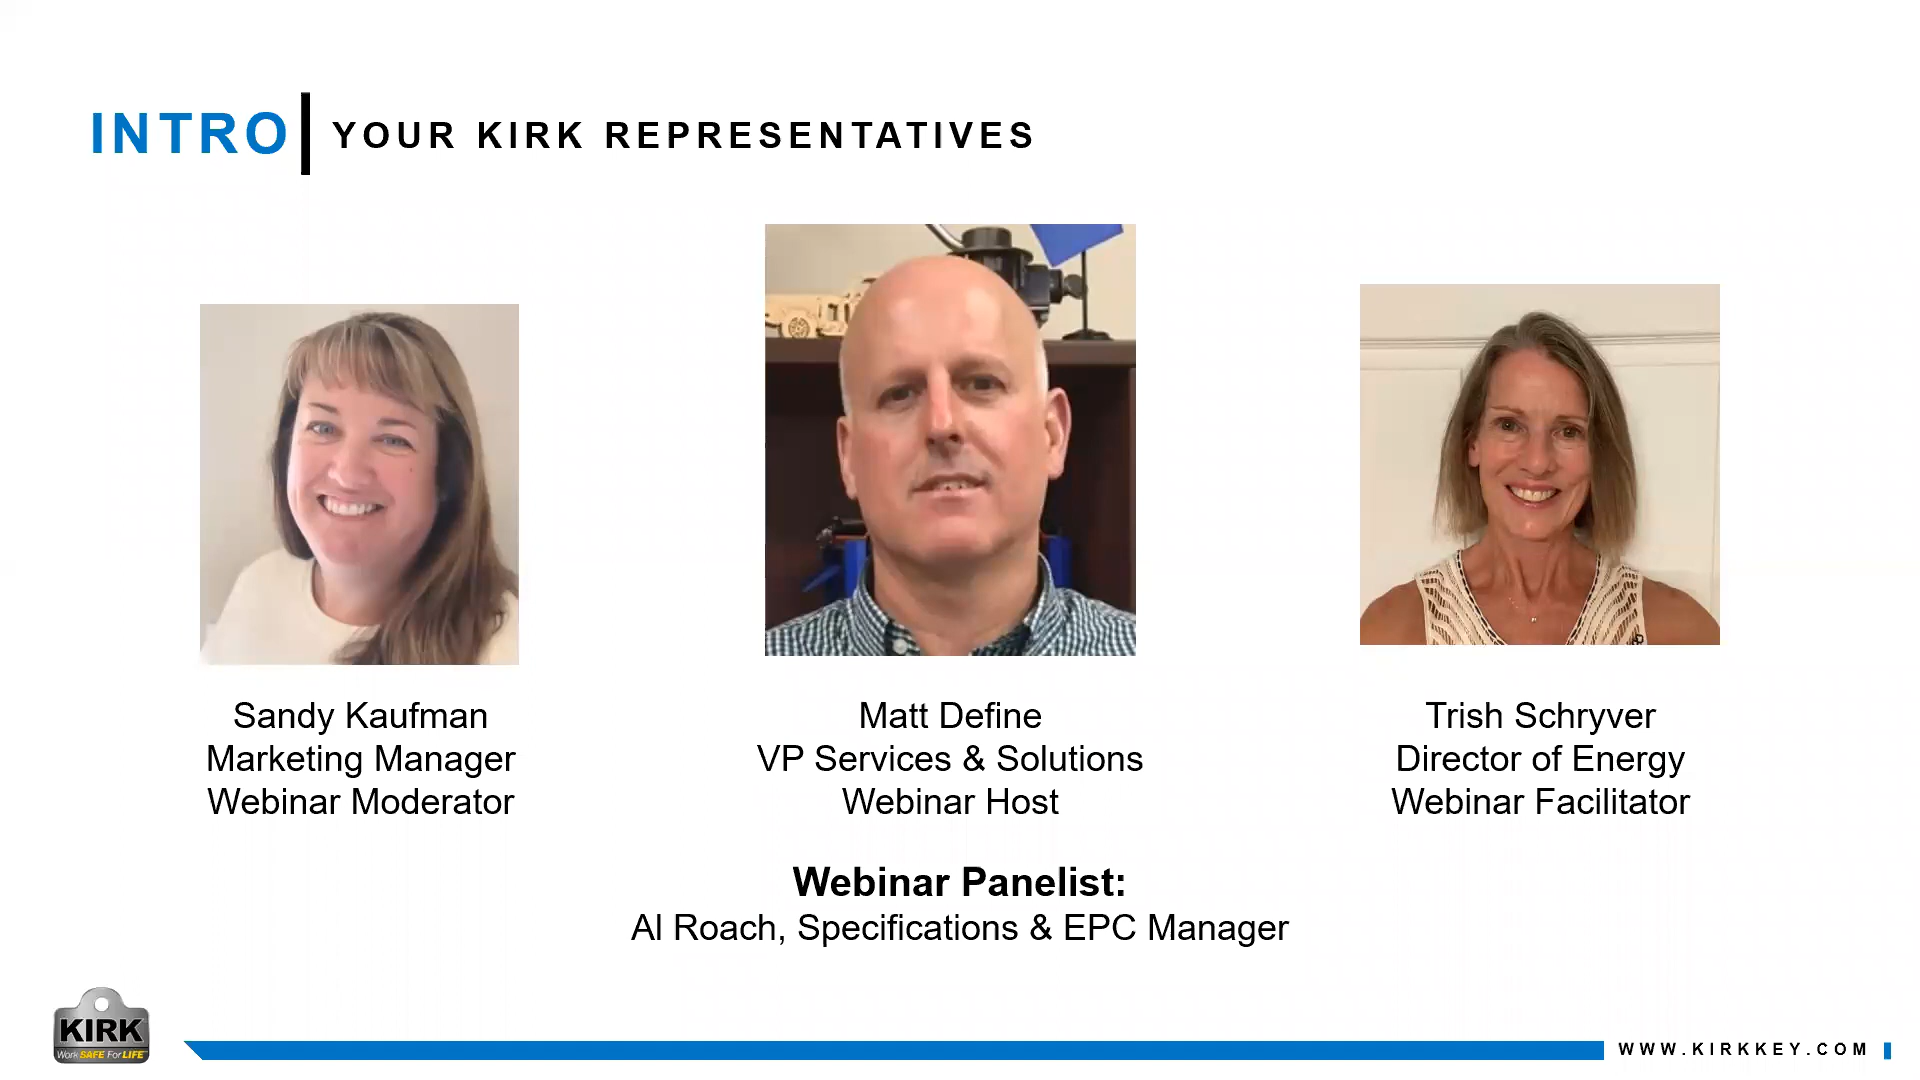 INTRO
YOUR KIRK REPRESENTATIVES
Sandy Kaufman
Marketing Manager
Webinar Moderator
Matt Define
VP Services & Solutions
Webinar Host
Trish Schryver
Director of Energy
Webinar Facilitator
Webinar Panelist:
Al Roach, Specifications & EPC Manager
KIRK
Work SAFE For LIFE™
WWW.KIRKKEY.COM